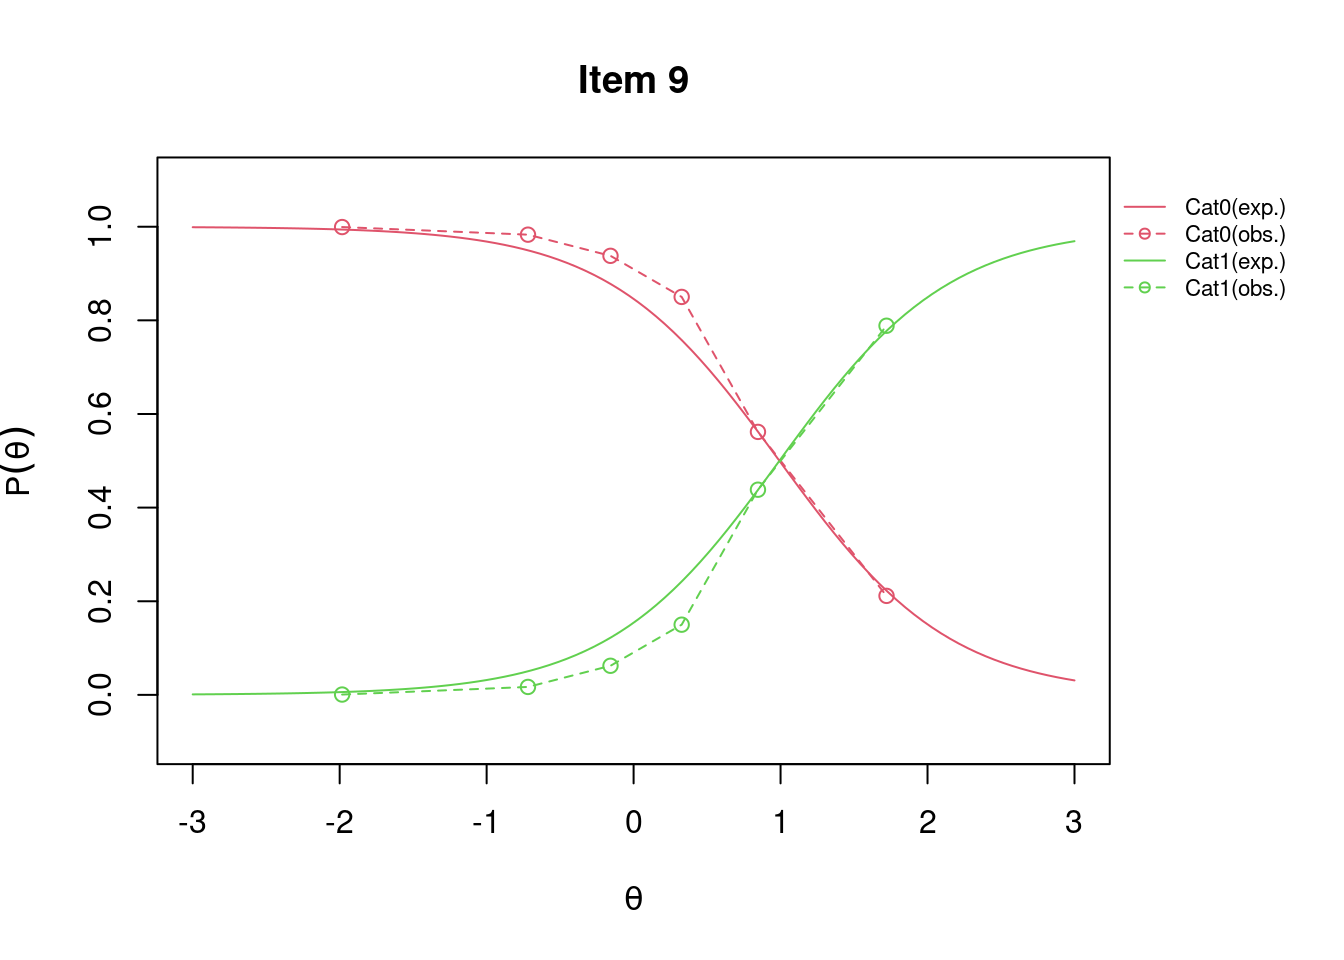 Item 9
Cat0(exp.)
Cat0(obs.)
Cat1(exp.)
Cat1(obs.)
P(θ)
1.0
0.8
0.6
0.4
0.2
0.0
-3 -2 -1 0 1 2 3
θ